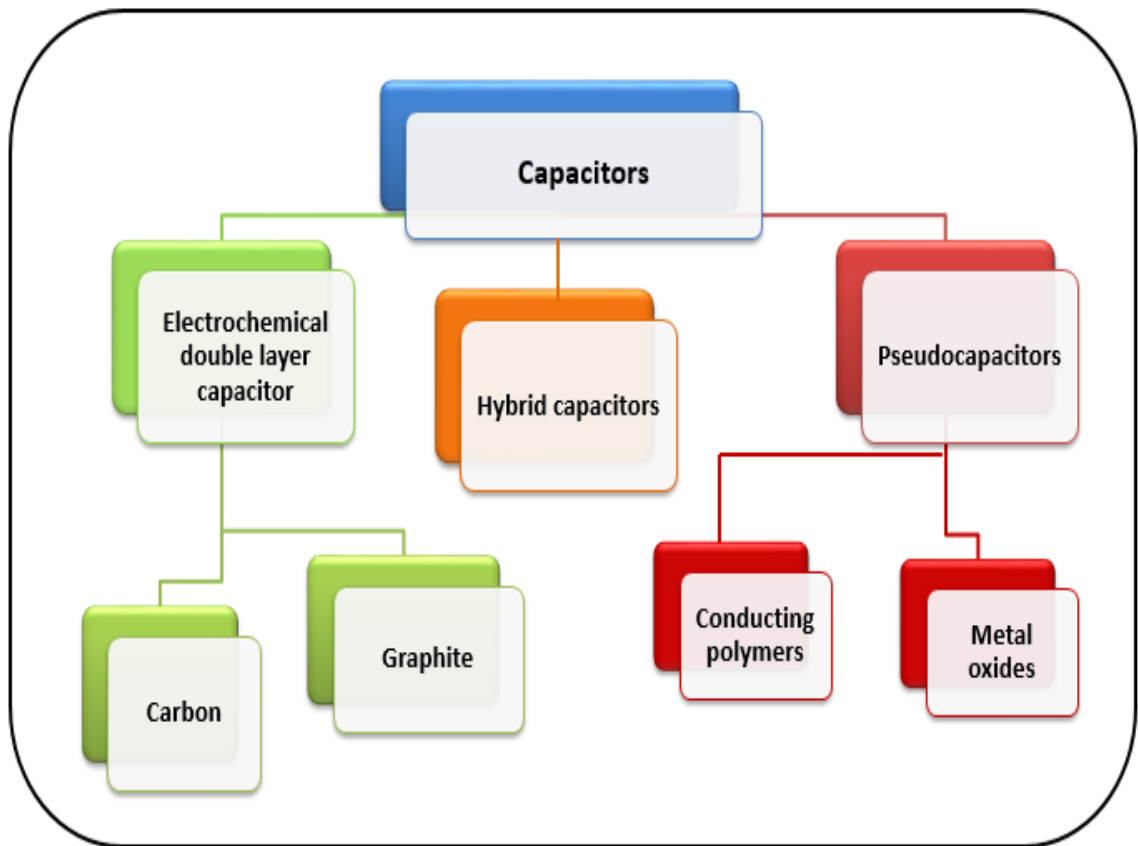 Capacitors
Electrochemical
double layer
capacitor
Hybrid capacitors
Pseudocapacitors
Carbon
Graphite
Conducting
polymers
Metal
oxides